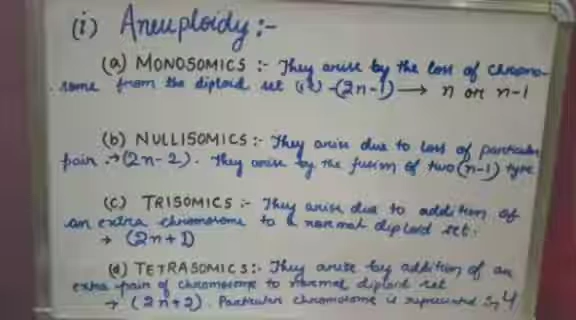 (i) Aneuploidy :-
(a) MONOSOMICS :- They arise by the loss of chromo-
some from the diploid set (2n-1) → n or n-1
(b) NULLISOMICS :- They arise due to loss of particular
pair .→(2n-2). They arise by the fusion of two (n-1) type
(c) TRISOMICS :- They arise due to addition of
an extra chromosome to a normal diploid set.
→ (2n+1)
(d) TETRASOMICS :- They arise by addition of an
extra pair of chromosome to normal diploid set
→ (2n+2). Particular chromosome is represented 4